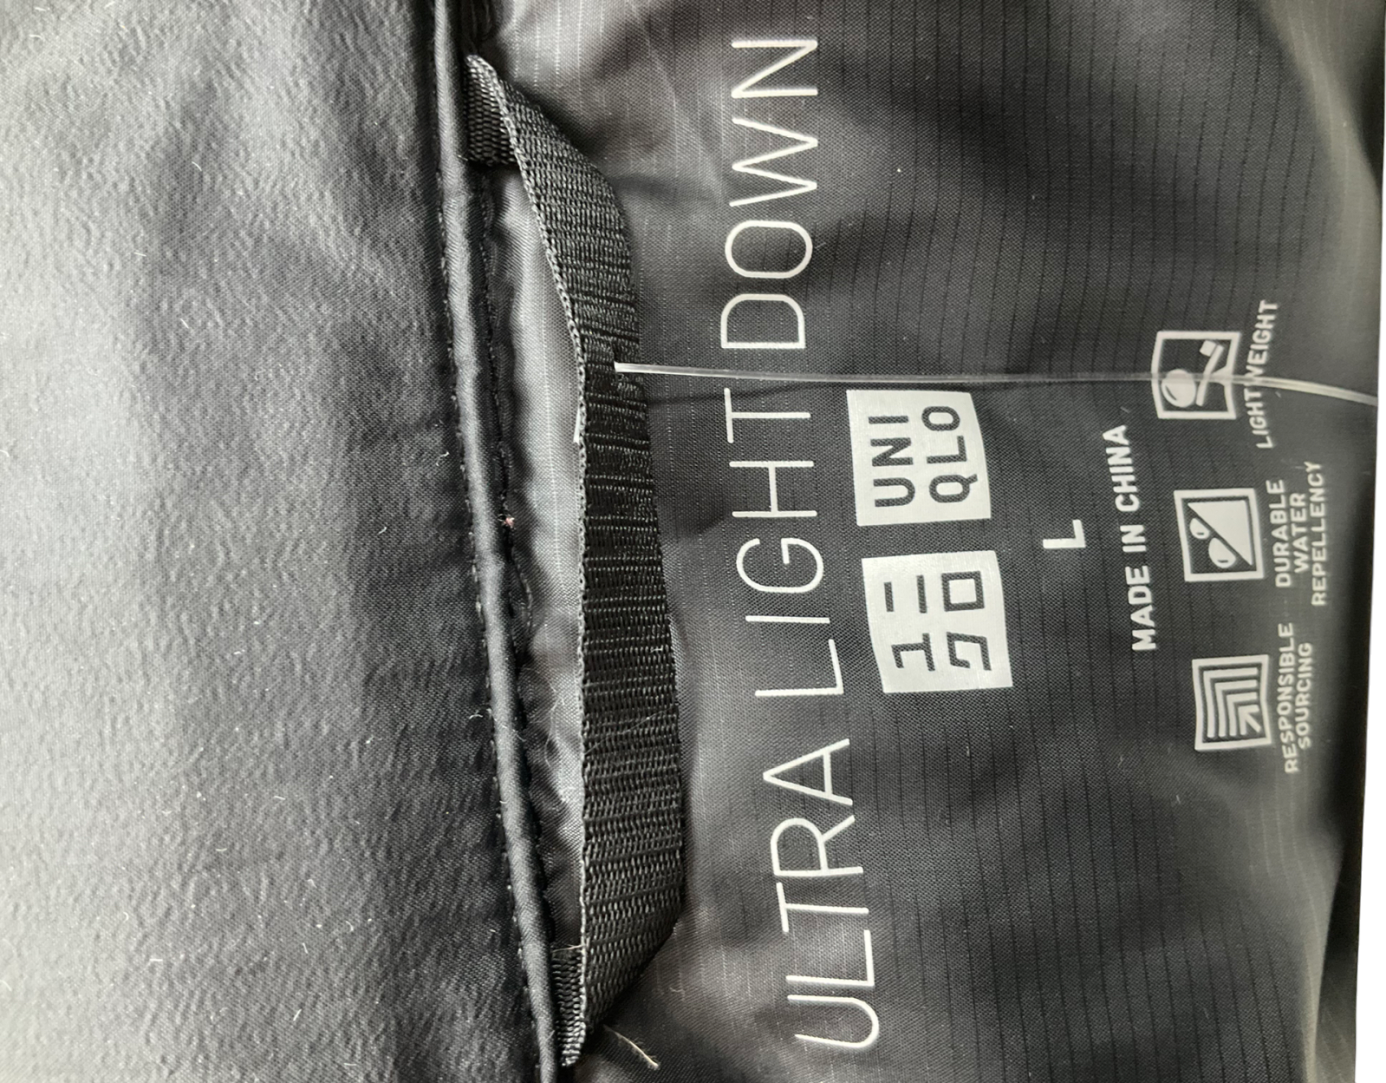 ULTRA LIGHT DOWN
ユニ
クロ
UNI
QLO
L
MADE IN CHINA
RESPONSIBLE
SOURCING
DURABLE
WATER
REPELLENCY
LIGHTWEIGHT